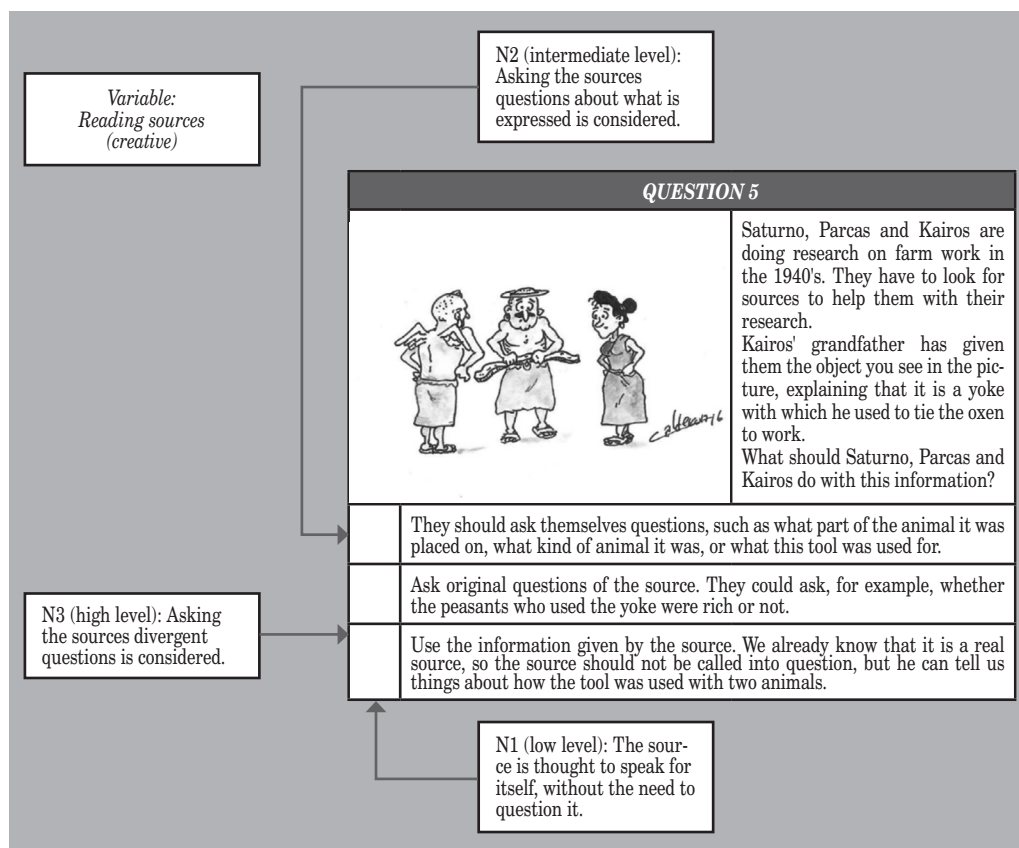 N2 (intermediate level):
Asking the sources
questions about what is
expressed is considered.
Variable:
Reading sources
(creative)
QUESTION 5
Saturno, Parcas and Kairos are
doing research on farm work in
the 1940's. They have to look for
sources to help them with their
research.
Kairos' grandfather has given
them the object you see in the pic-
ture, explaining that it is a yoke
with which he used to tie the oxen
to work.
What should Saturno, Parcas and
Kairos do with this information?
They should ask themselves questions, such as what part of the animal it was
placed on, what kind of animal it was, or what this tool was used for.
Ask original questions of the source. They could ask, for example, whether
the peasants who used the yoke were rich or not.
N3 (high level): Asking
the sources divergent
questions is considered.
Use the information given by the source. We already know that it is a real
source, so the source should not be called into question, but he can tell us
things about how the tool was used with two animals.
N1 (low level): The sour-
ce is thought to speak for
itself, without the need to
question it.